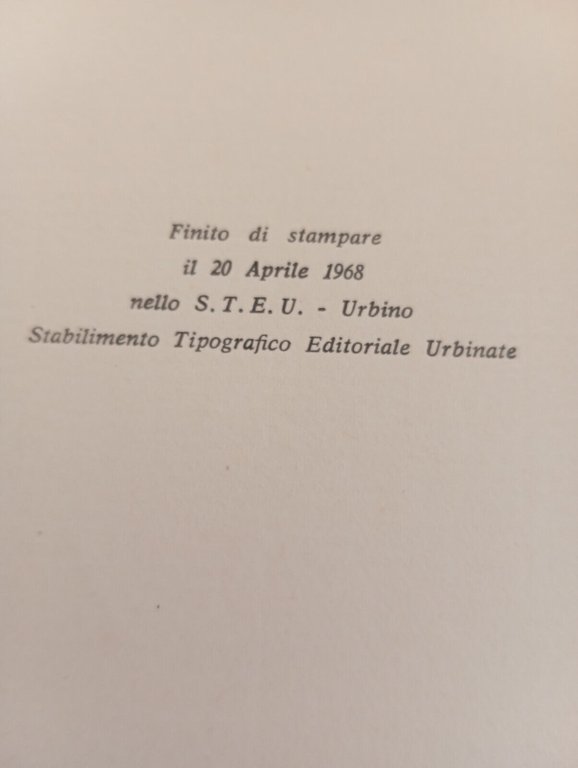 Finito di stampare
il 20 Aprile 1968
nello S. T. E. U. - Urbino
Stabilimento Tipografico Editoriale Urbinate